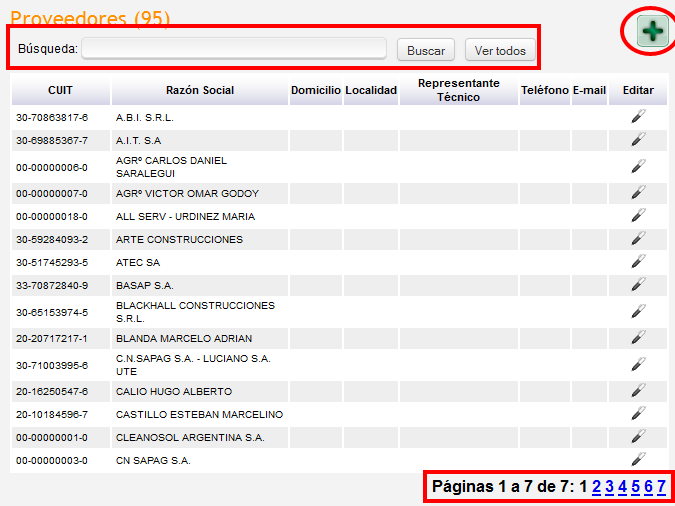 Proveedores (95)
Búsqueda: Buscar Ver todos
CUIT Razón Social Domicilio Localidad Representante Técnico Teléfono E-mail Editar
30-70863817-6 A.B.I. S.R.L.
30-69885367-7 A.I.T. S.A
00-00000006-0 AGRº CARLOS DANIEL
SARALEGUI
00-00000007-0 AGRº VICTOR OMAR GODOY
00-00000018-0 ALL SERV - URDINEZ MARIA
30-59284093-2 ARTE CONSTRUCCIONES
30-51745293-5 ATEC SA
33-70872840-9 BASAP S.A.
30-65153974-5 BLACKHALL CONSTRUCCIONES
S.R.L.
20-20717217-1 BLANDA MARCELO ADRIAN
30-71003995-6 C.N.SAPAG S.A. - LUCIANO S.A.
UTE
20-16250547-6 CALIO HUGO ALBERTO
20-10184596-7 CASTILLO ESTEBAN MARCELINO
00-00000001-0 CLEANOSOL ARGENTINA S.A.
00-00000003-0 CN SAPAG S.A.
Páginas 1 a 7 de 7: 1 2 3 4 5 6 7